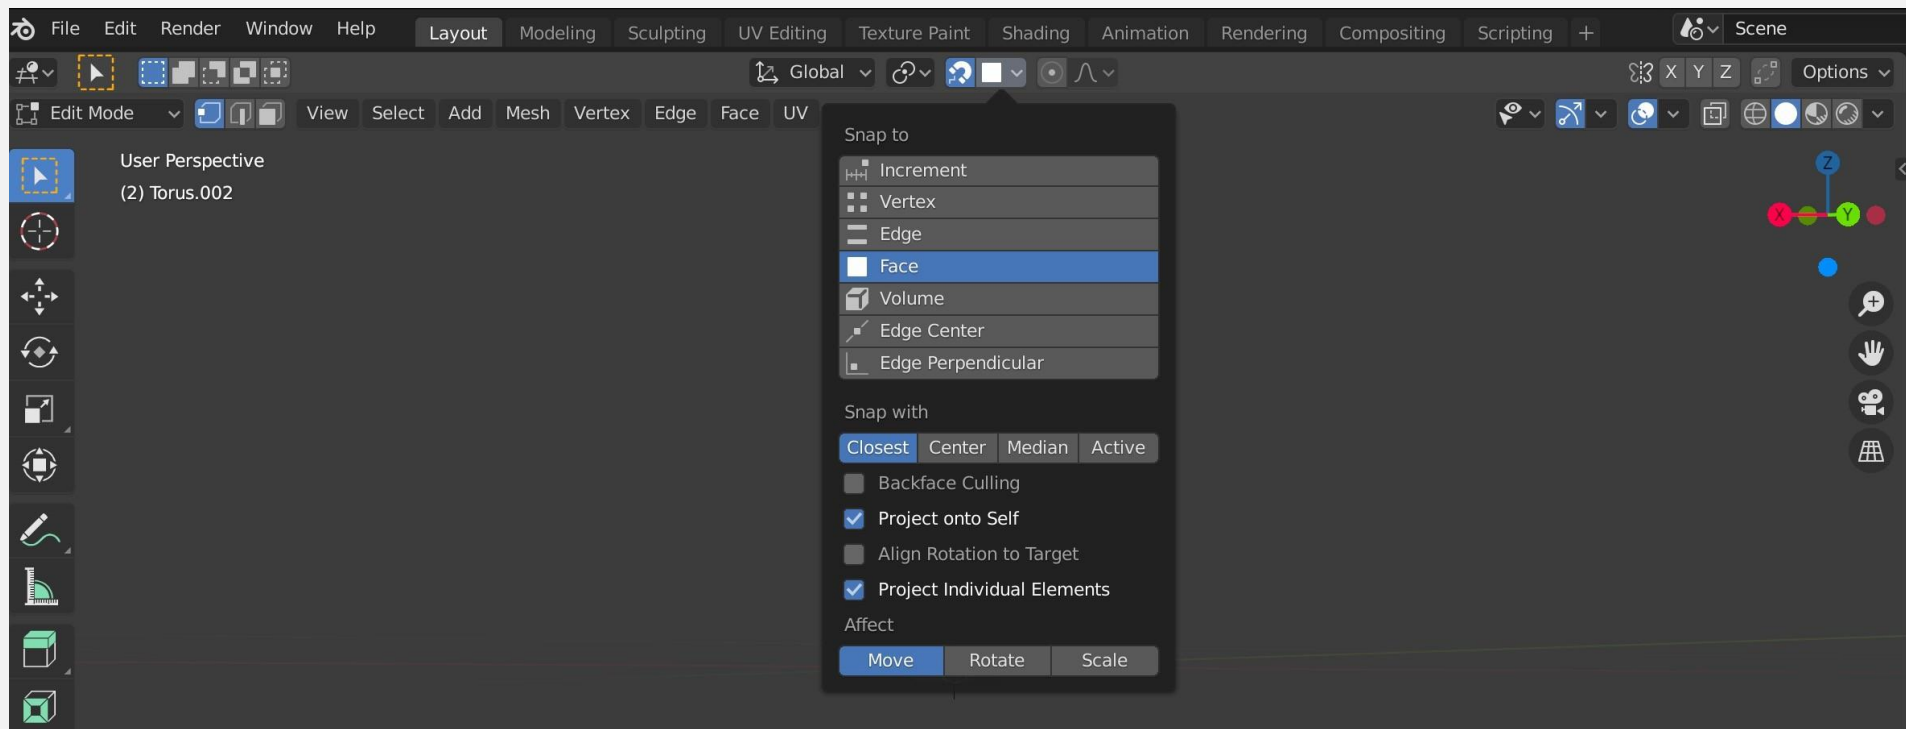 File Edit Render Window Help Layout Modeling Sculpting UV Editing Texture Paint Shading Animation Rendering Compositing Scripting + Scene
Global X Y Z Options
Edit Mode View Select Add Mesh Vertex Edge Face UV
User Perspective
(2) Torus.002
Snap to
Increment
Vertex
Edge
Face
Volume
Edge Center
Edge Perpendicular
Snap with
Closest Center Median Active
Backface Culling
Project onto Self
Align Rotation to Target
Project Individual Elements
Affect
Move Rotate Scale
Z
X Y